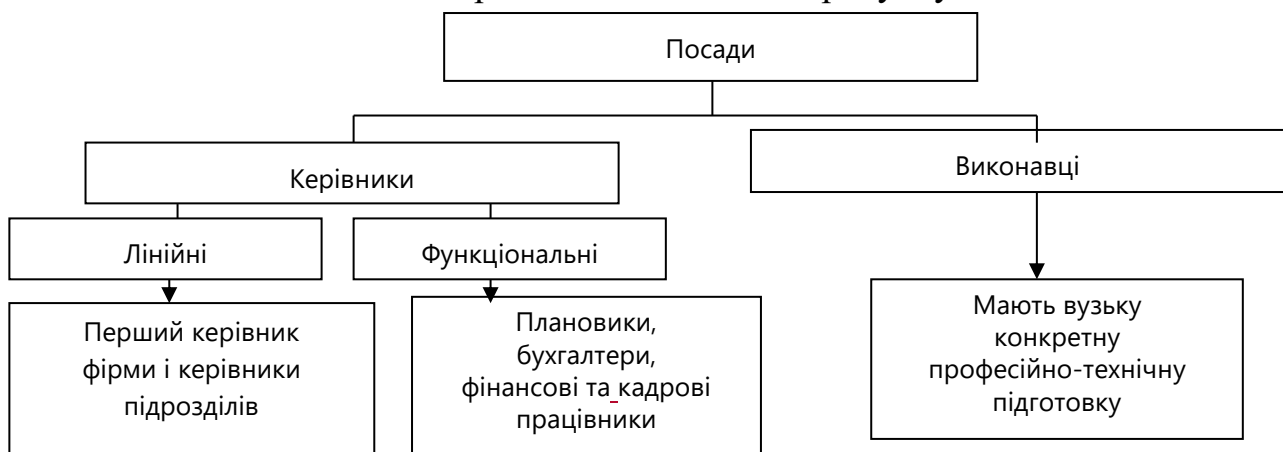 Посади
Керівники
Виконавці
Лінійні
Функціональні
Перший керівник
фірми і керівники
підрозділів
Плановики,
бухгалтери,
фінансові та кадрові
працівники
Мають вузьку
конкретну
професійно-технічну
підготовку